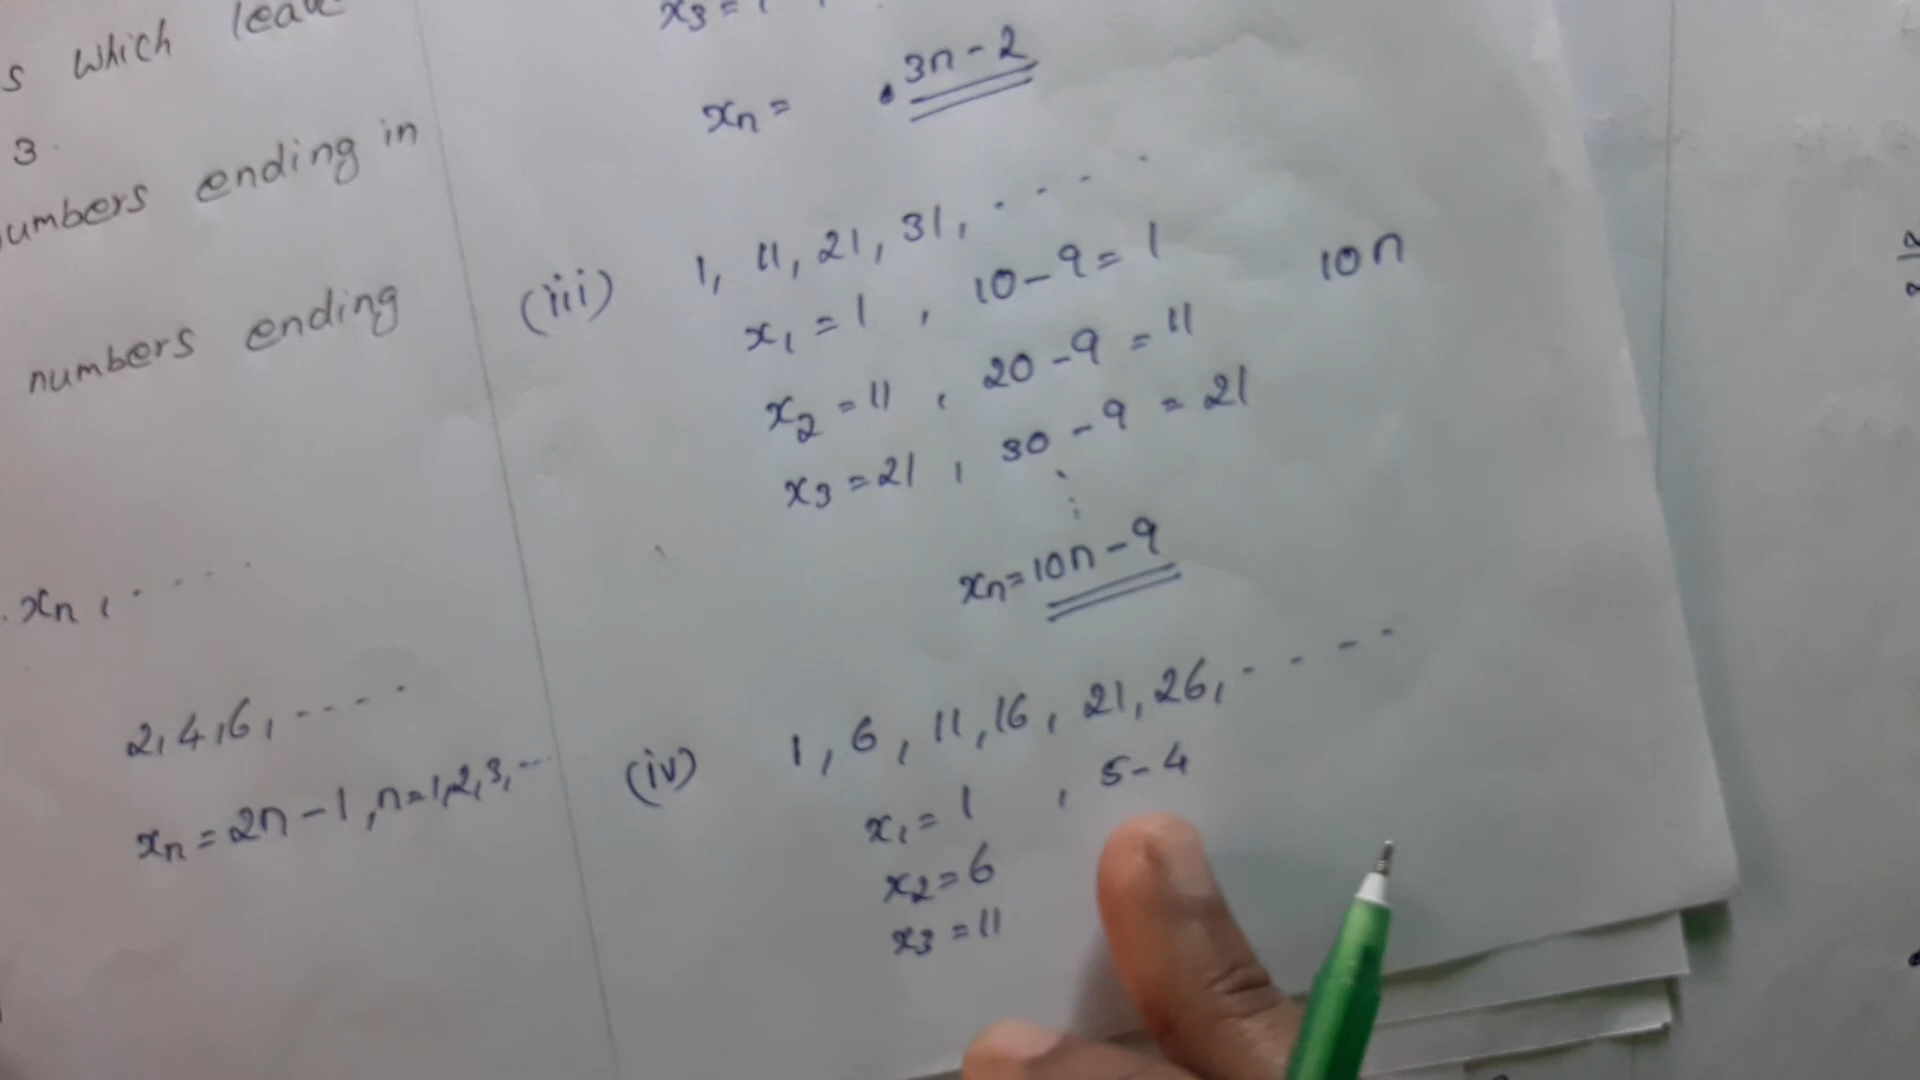 s which
3.
numbers ending in
numbers ending
xn, ....
2, 4, 6, ....
xn = 2n - 1, n=1,2,3, ...
x3 =
xn = 3n - 2
(iii) 1, 11, 21, 31, ....
x1 = 1 , 10 - 9 = 1 10n
x2 = 11 , 20 - 9 = 11
x3 = 21 , 30 - 9 = 21
xn = 10n - 9
(iv) 1, 6, 11, 16, 21, 26, ....
x1 = 1 , 5 - 4
x2 = 6
x3 = 11